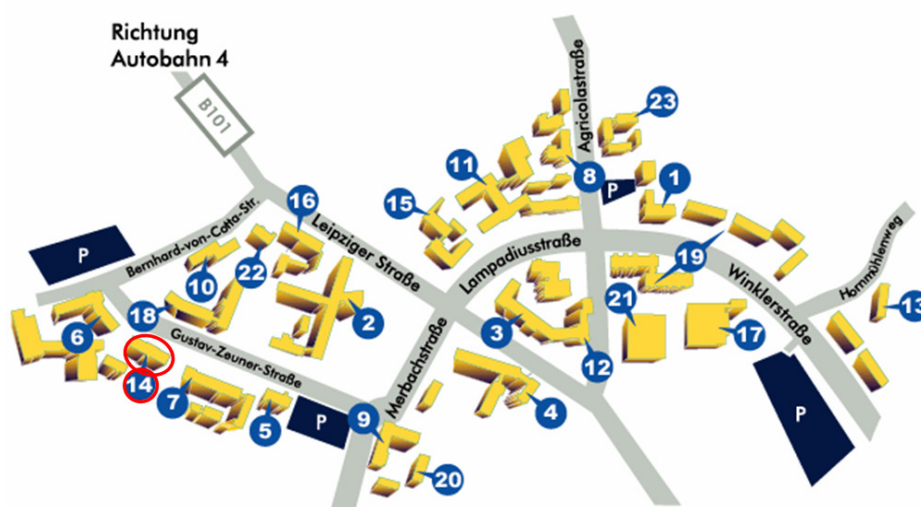 Richtung
Autobahn 4
B101
Agricolastraße
23
11
8
P
1
16
15
Bernhard-von-Cotta-Str.
Leipziger Straße
Lampadiusstraße
P
10
22
19
Winklerstraße
Hornmühlenweg
6
18
2
3
21
17
13
Gustav-Zeuner-Straße
Merbachstraße
12
14
7
5
P
9
4
P
20